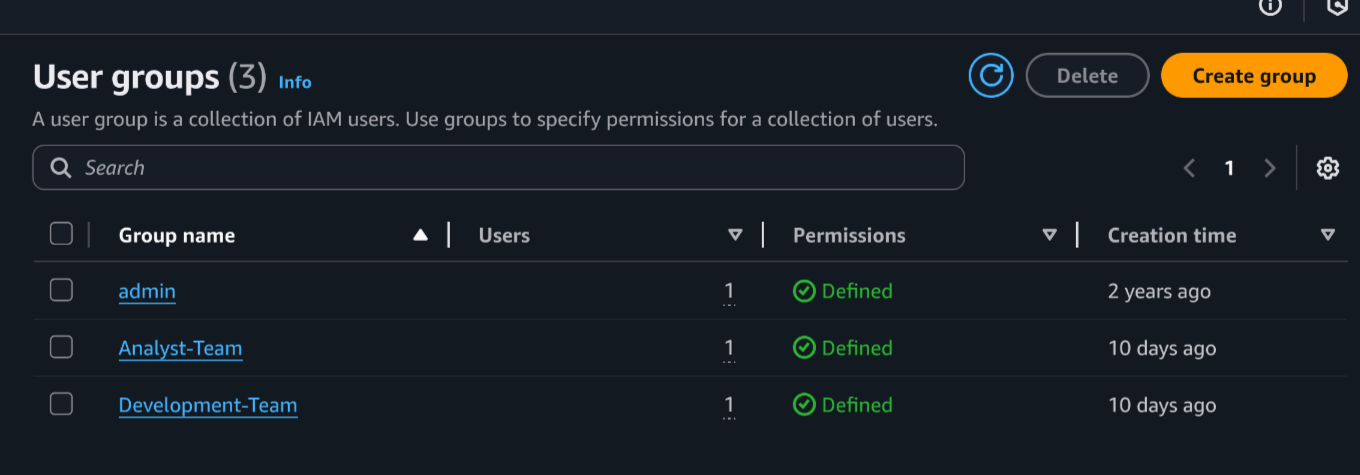 User groups (3) Info
Delete
Create group
A user group is a collection of IAM users. Use groups to specify permissions for a collection of users.
Search
1
Group name Users Permissions Creation time
admin 1 Defined 2 years ago
Analyst-Team 1 Defined 10 days ago
Development-Team 1 Defined 10 days ago